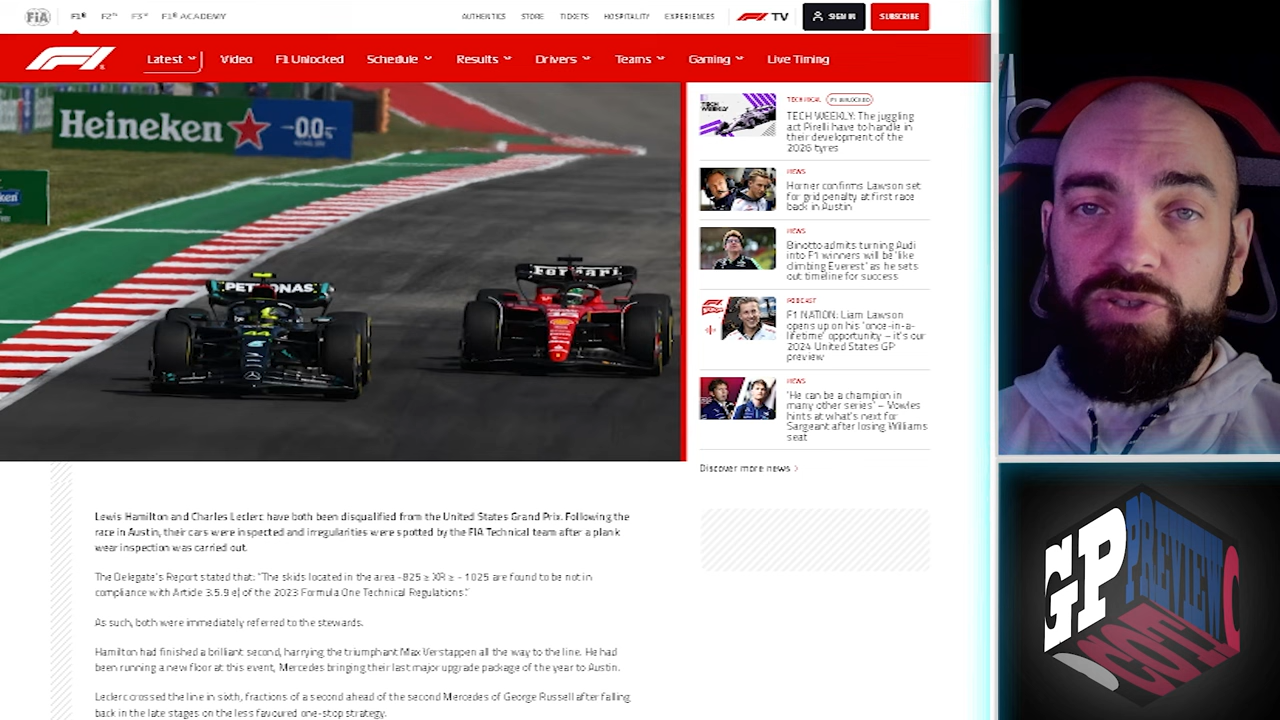 FIA
F1® F2™ F3™ F1® ACADEMY
AUTHENTICS STORE TICKETS HOSPITALITY EXPERIENCES
F1 TV
SIGN IN
SUBSCRIBE
Latest
Video
F1 Unlocked
Schedule
Results
Drivers
Teams
Gaming
Live Timing
Heineken
0.0
PETRONAS
Ferrari
TECHNICAL F1 UNLOCKED
TECH WEEKLY
TECH WEEKLY: The juggling
act Pirelli have to handle in
their development of the
2026 tyres
NEWS
Horner confirms Lawson set
for grid penalty at first race
back in Austin
NEWS
Binotto admits turning Audi
into F1 winners will be 'like
climbing Everest' as he sets
out timeline for success
PODCAST
F1 NATION: Liam Lawson
opens up on his 'once-in-a-
lifetime' opportunity – it's our
2024 United States GP
preview
NEWS
'He can be a champion in
many other series' – Vowles
hints at what's next for
Sargeant after losing Williams
seat
Discover more news
Lewis Hamilton and Charles Leclerc have both been disqualified from the United States Grand Prix. Following the
race in Austin, their cars were inspected and irregularities were spotted by the FIA Technical team after a plank
wear inspection was carried out.
The Delegate's Report stated that: "The skids located in the area -825 ≥ XR ≥ - 1025 are found to be not in
compliance with Article 3.5.9 e) of the 2023 Formula One Technical Regulations."
As such, both were immediately referred to the stewards.
Hamilton had finished a brilliant second, harrying the triumphant Max Verstappen all the way to the line. He had
been running a new floor at this event, Mercedes bringing their last major upgrade package of the year to Austin.
Leclerc crossed the line in sixth, fractions of a second ahead of the second Mercedes of George Russell after falling
back in the late stages on the less favoured one-stop strategy.
GP
PREVIEW